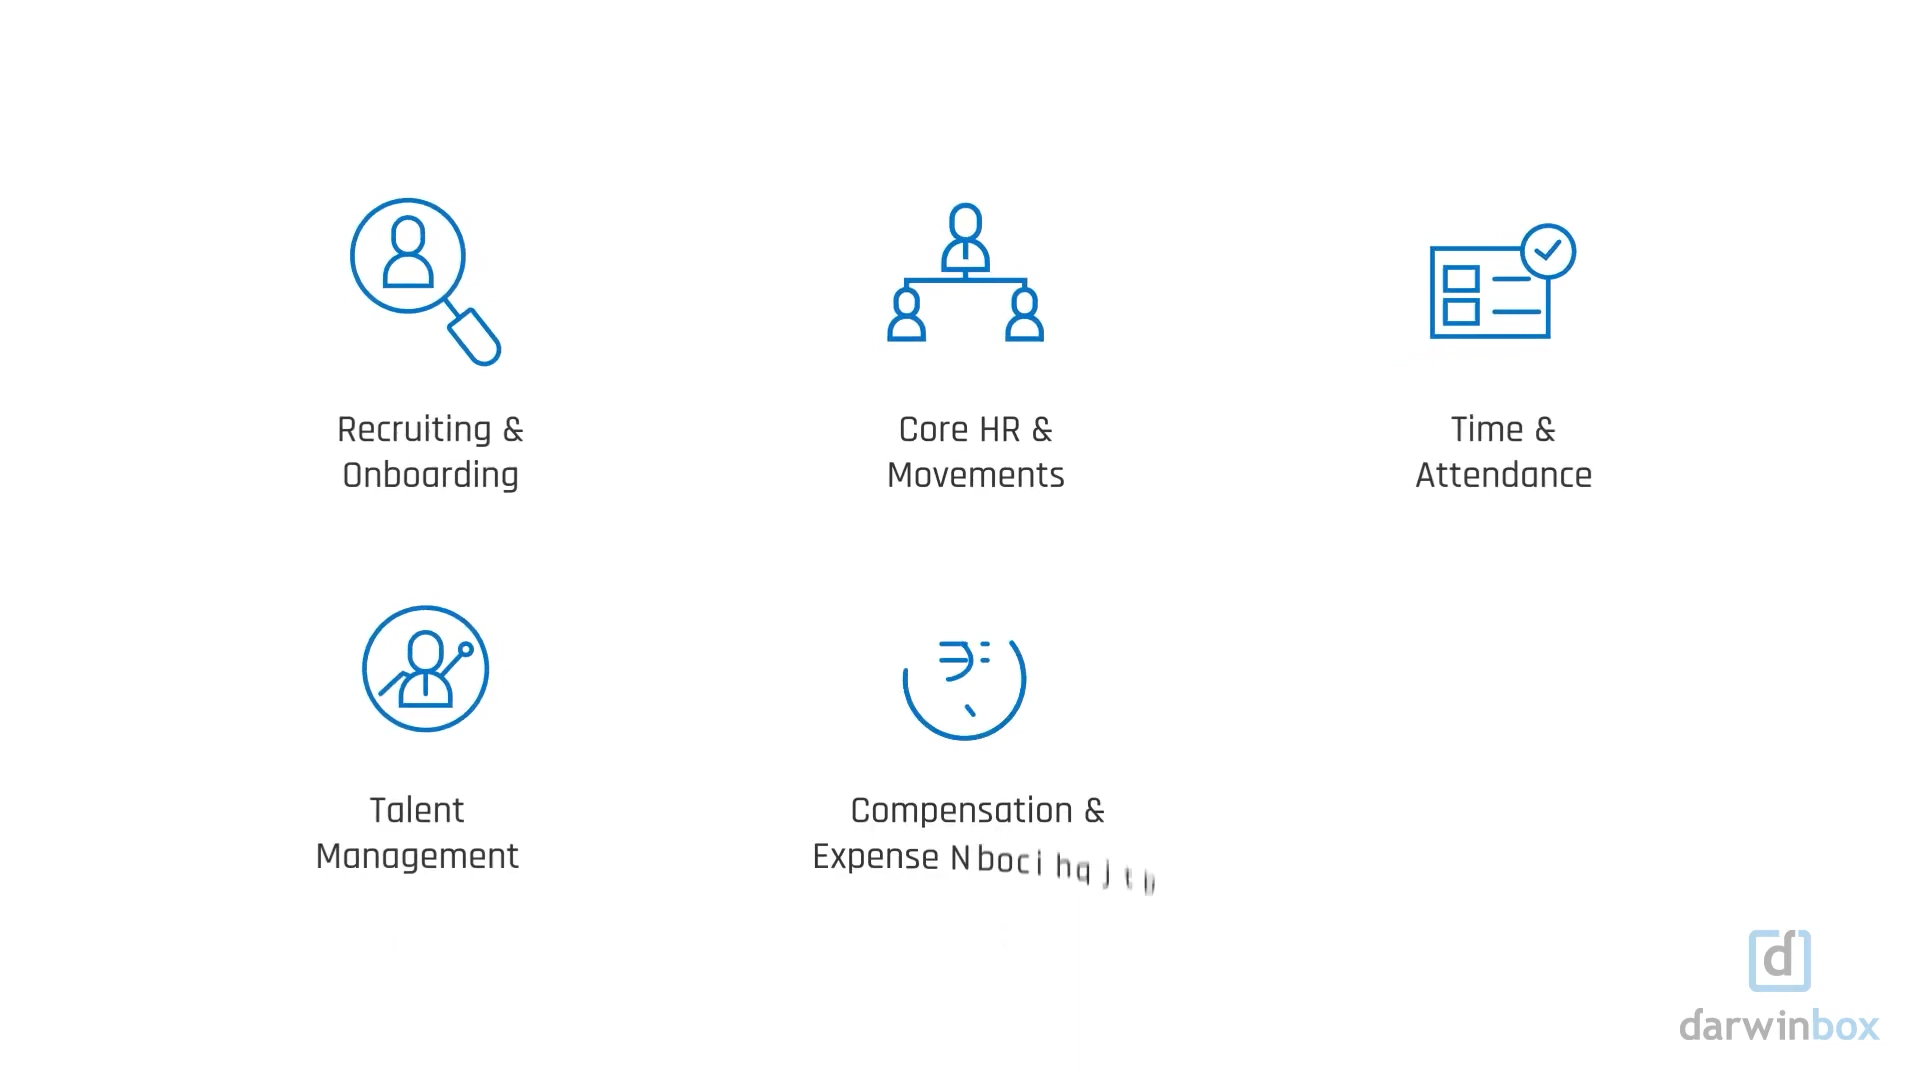 Recruiting &
Onboarding
Core HR &
Movements
Time &
Attendance
Talent
Management
Compensation &
Expense
d
darwinbox